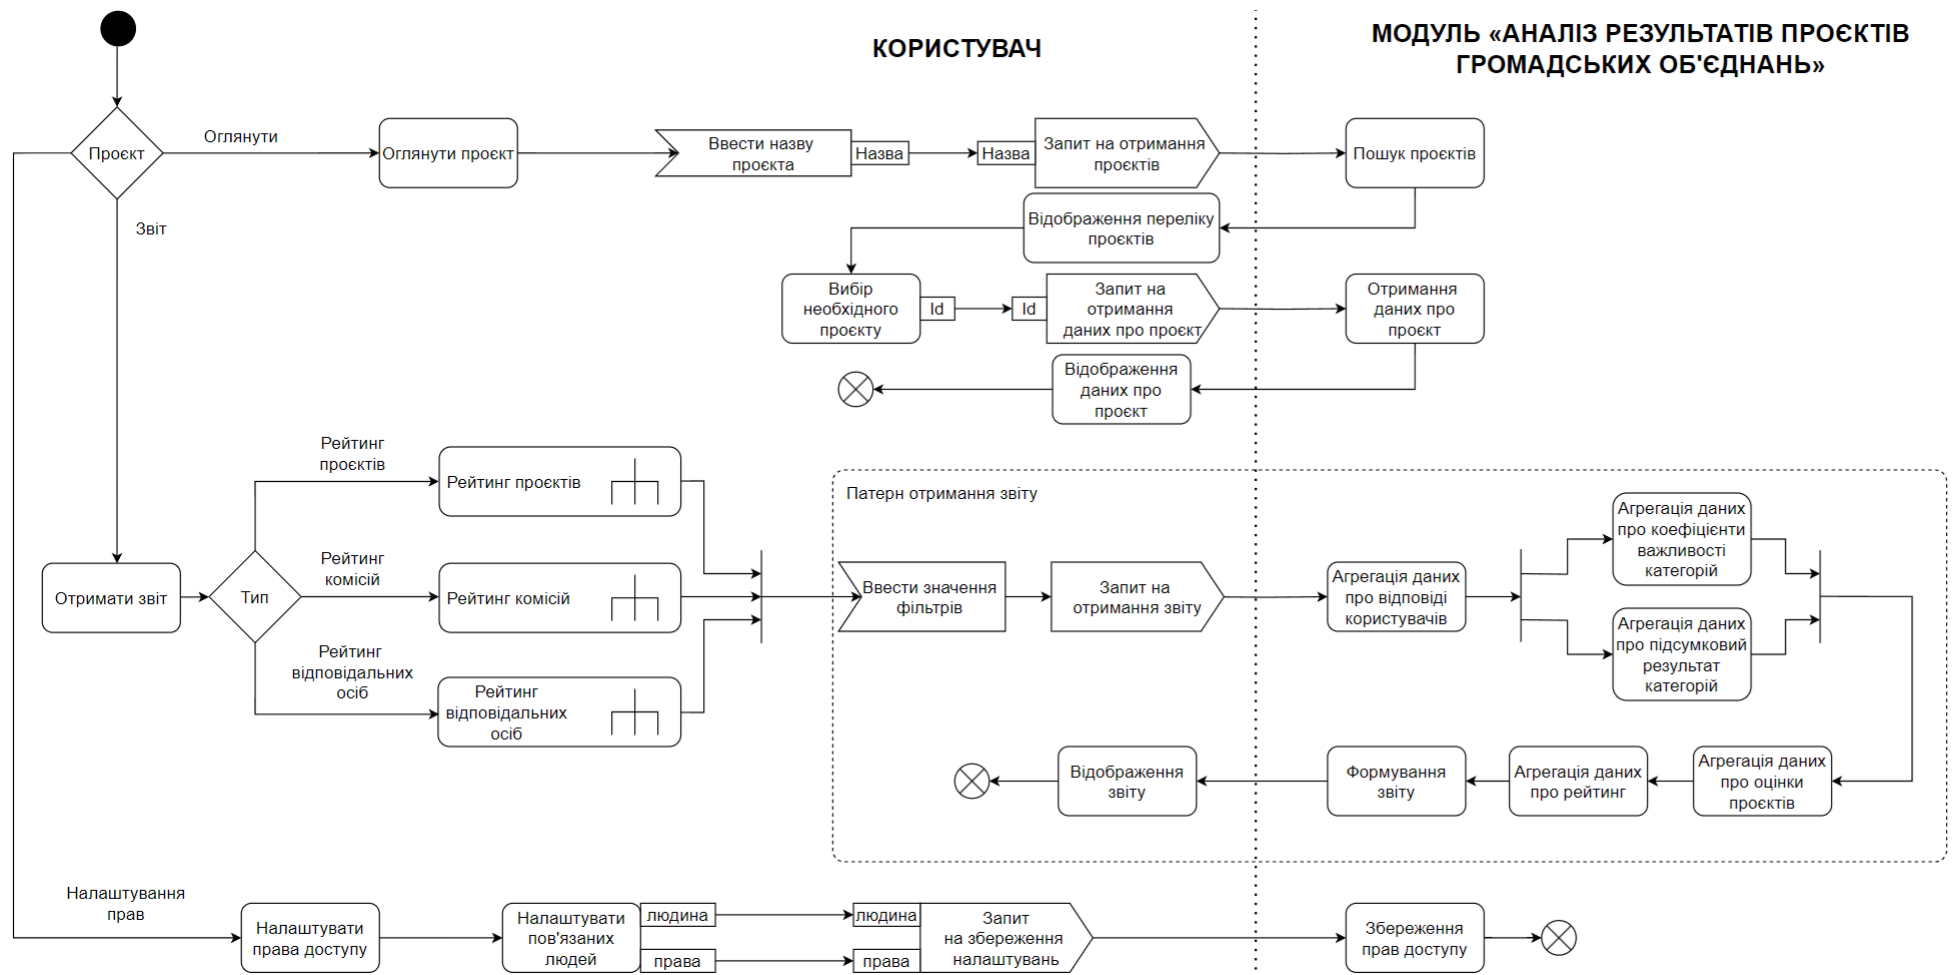 КОРИСТУВАЧ
МОДУЛЬ «АНАЛІЗ РЕЗУЛЬТАТІВ ПРОЄКТІВ
ГРОМАДСЬКИХ ОБ'ЄДНАНЬ»
Проєкт
Оглянути
Оглянути проєкт
Ввести назву
проєкта
Назва
Назва
Запит на отримання
проєктів
Пошук проєктів
Звіт
Відображення переліку
проєктів
Вибір
необхідного
проєкту
Id
Id
Запит на
отримання
даних про проєкт
Отримання
даних про
проєкт
Відображення
даних про
проєкт
Рейтинг
проєктів
Рейтинг проєктів
Патерн отримання звіту
Агрегація даних
про коефіцієнти
важливості
категорій
Отримати звіт
Тип
Рейтинг
комісій
Рейтинг комісій
Ввести значення
фільтрів
Запит на
отримання звіту
Агрегація даних
про відповіді
користувачів
Агрегація даних
про підсумковий
результат
категорій
Рейтинг
відповідальних
осіб
Рейтинг
відповідальних
осіб
Відображення
звіту
Формування
звіту
Агрегація даних
про рейтинг
Агрегація даних
про оцінки
проєктів
Налаштування
прав
Налаштувати
права доступу
Налаштувати
пов'язаних
людей
людина
права
людина
права
Запит
на збереження
налаштувань
Збереження
прав доступу